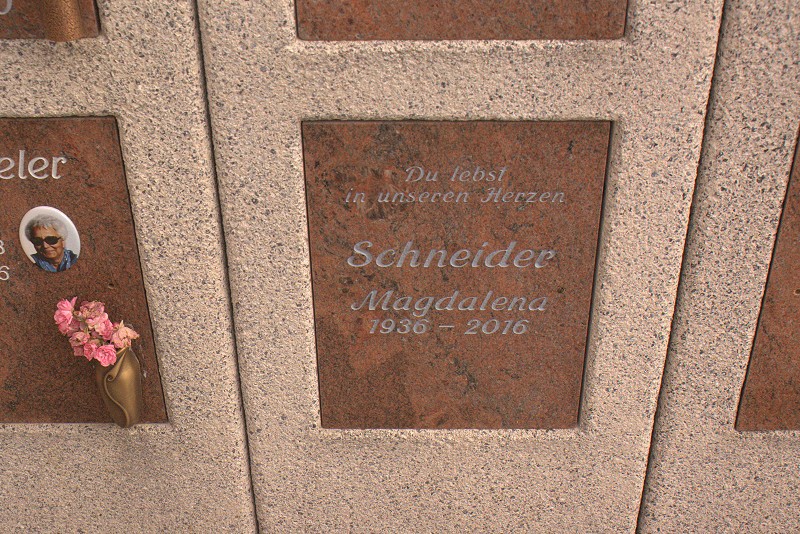 eler
Du lebst
in unseren Herzen
Schneider
Magdalena
1936 – 2016